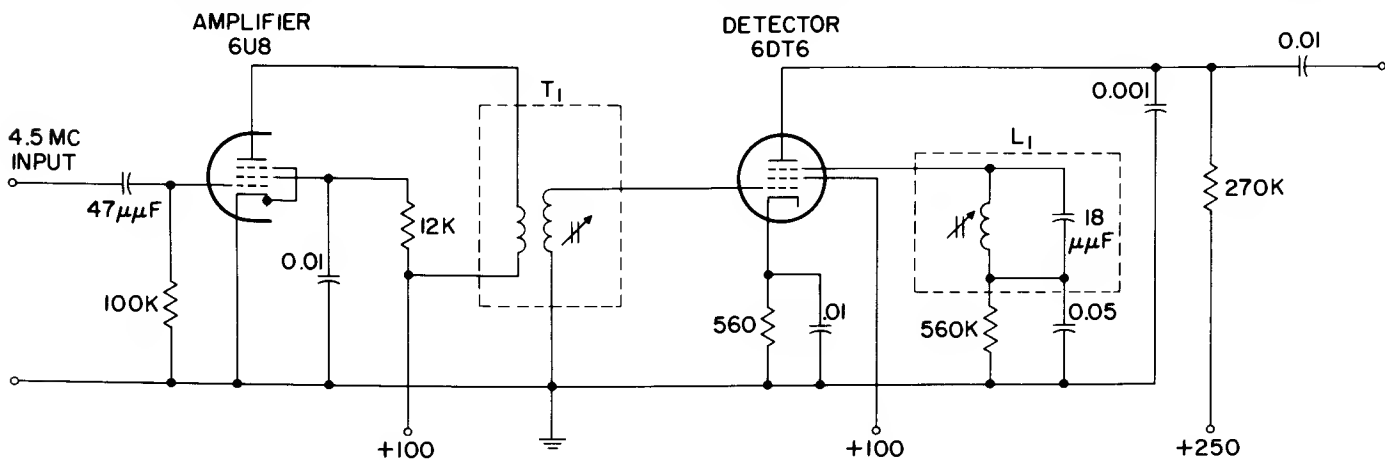 AMPLIFIER
6U8
DETECTOR
6DT6
0.01
T1
0.001
4.5 MC
INPUT
L1
47μμF
12K
270K
18
μμF
0.01
100K
560
.01
560K
0.05
+100
+100
+250